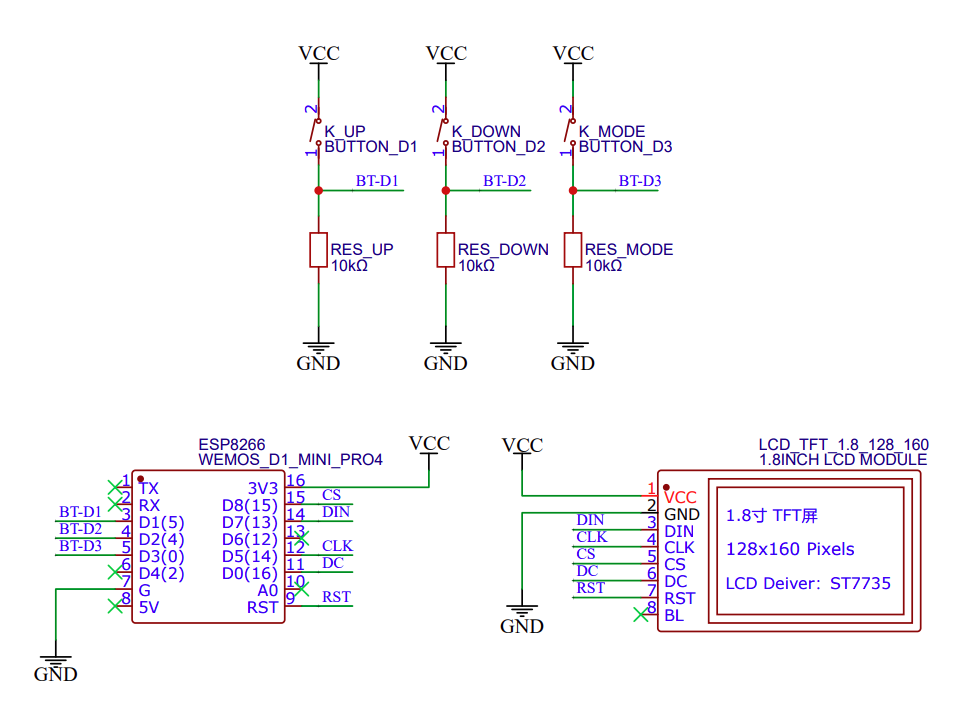 VCC VCC VCC
2 2 2
K_UP K_DOWN K_MODE
1 BUTTON_D1 1 BUTTON_D2 1 BUTTON_D3
BT-D1 BT-D2 BT-D3
RES_UP RES_DOWN RES_MODE
10kΩ 10kΩ 10kΩ
GND GND GND
ESP8266
WEMOS_D1_MINI_PRO4
VCC
1 TX
2 RX
BT-D1 3 D1(5)
BT-D2 4 D2(4)
BT-D3 5 D3(0)
6 D4(2)
7 G
8 5V
3V3 16
D8(15) 15 CS
D7(13) 14 DIN
D6(12) 13
D5(14) 12 CLK
D0(16) 11 DC
A0 10
RST 9 RST
GND
VCC
LCD_TFT_1.8_128_160
1.8INCH LCD MODULE
1 VCC
2 GND
DIN 3 DIN
CLK 4 CLK
CS 5 CS
DC 6 DC
RST 7 RST
8 BL
GND
1.8寸 TFT屏
128x160 Pixels
LCD Deiver：ST7735